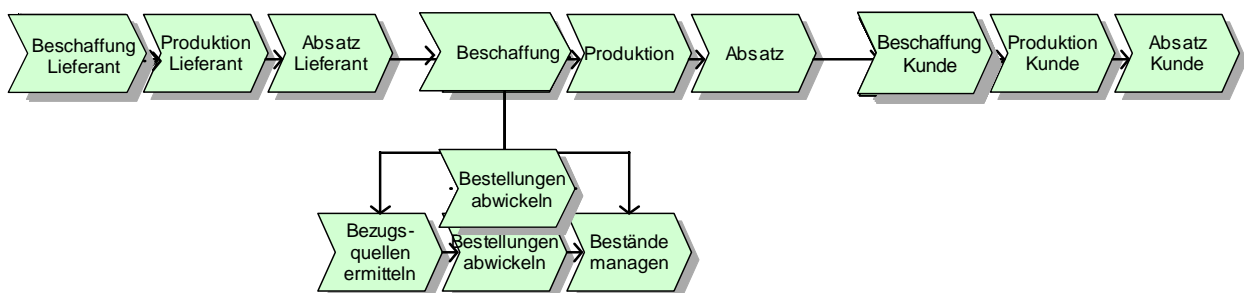 Beschaffung
Lieferant
Produktion
Lieferant
Absatz
Lieferant
Beschaffung
Produktion
Absatz
Beschaffung
Kunde
Produktion
Kunde
Absatz
Kunde
Bestellungen
abwickeln
Bezugs-
quellen
ermitteln
Bestellungen
abwickeln
Bestände
managen